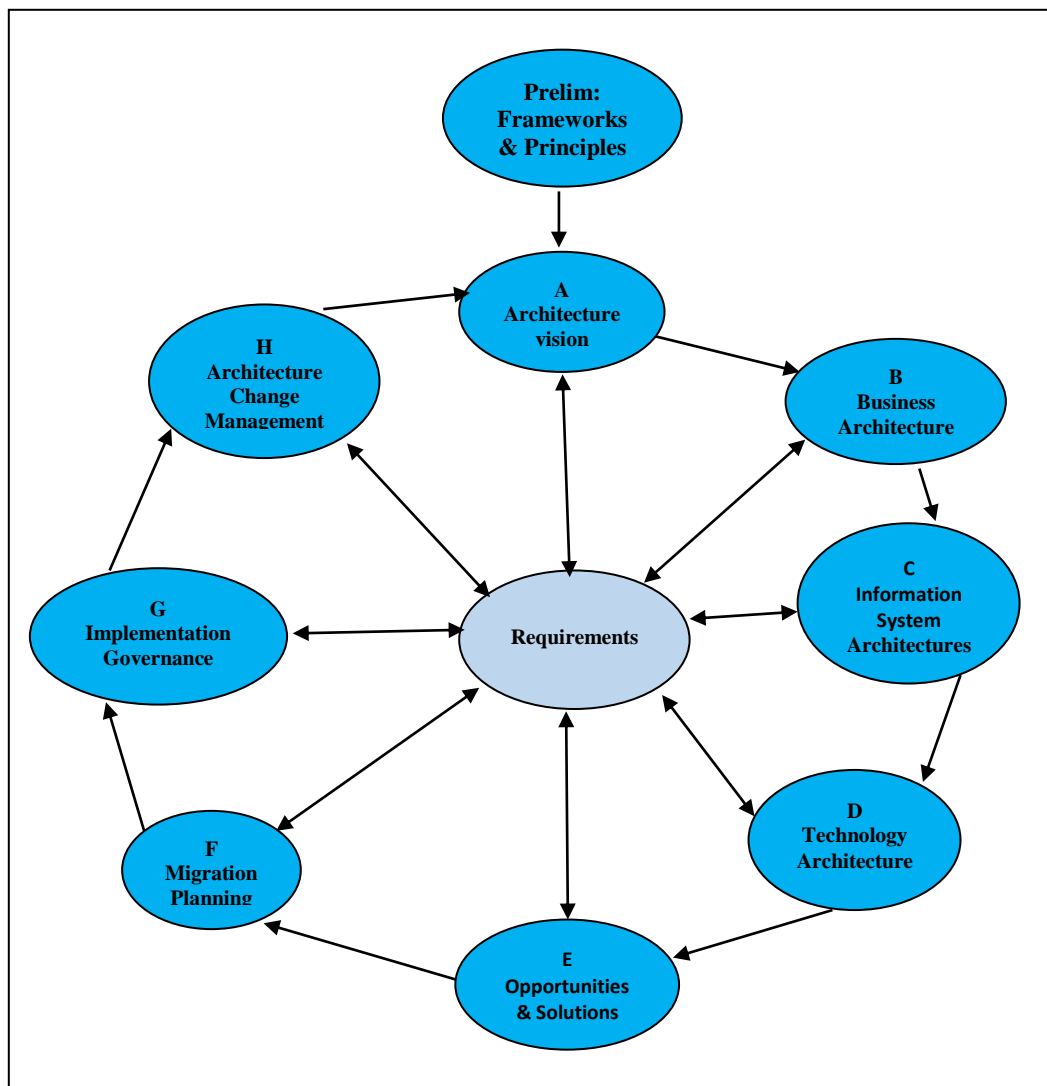 Prelim:
Frameworks
& Principles
A
Architecture
vision
B
Business
Architecture
C
Information
System
Architectures
D
Technology
Architecture
E
Opportunities
& Solutions
F
Migration
Planning
G
Implementation
Governance
H
Architecture
Change
Management
Requirements